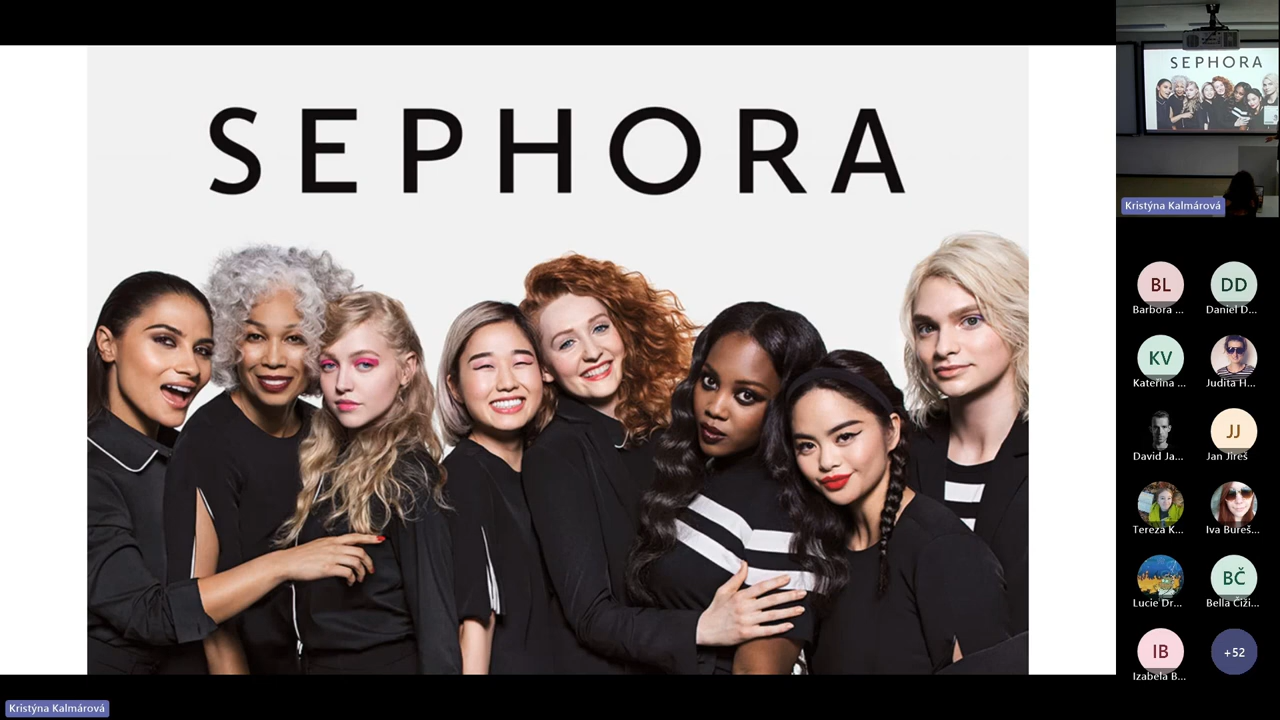 SEPHORA
SEPHORA
Kristýna Kalmárová
BL
DD
Barbora ...
Daniel D...
KV
Kateřina ...
Judita H...
JJ
David Ja...
Jan Jireš
Tereza K...
Iva Bureš...
BČ
Lucie Dr...
Bella Čiži...
IB
+52
Izabela B...
Kristýna Kalmárová